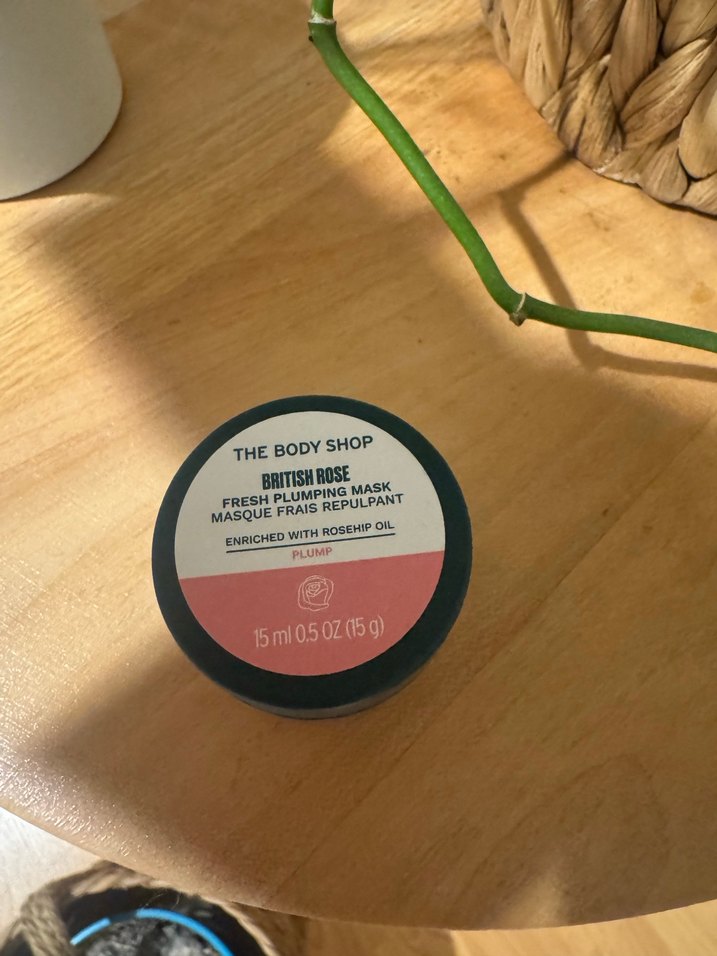 THE BODY SHOP
BRITISH ROSE
FRESH PLUMPING MASK
MASQUE FRAIS REPULPANT
ENRICHED WITH ROSEHIP OIL
PLUMP
15 ml 0.5 OZ (15 g)